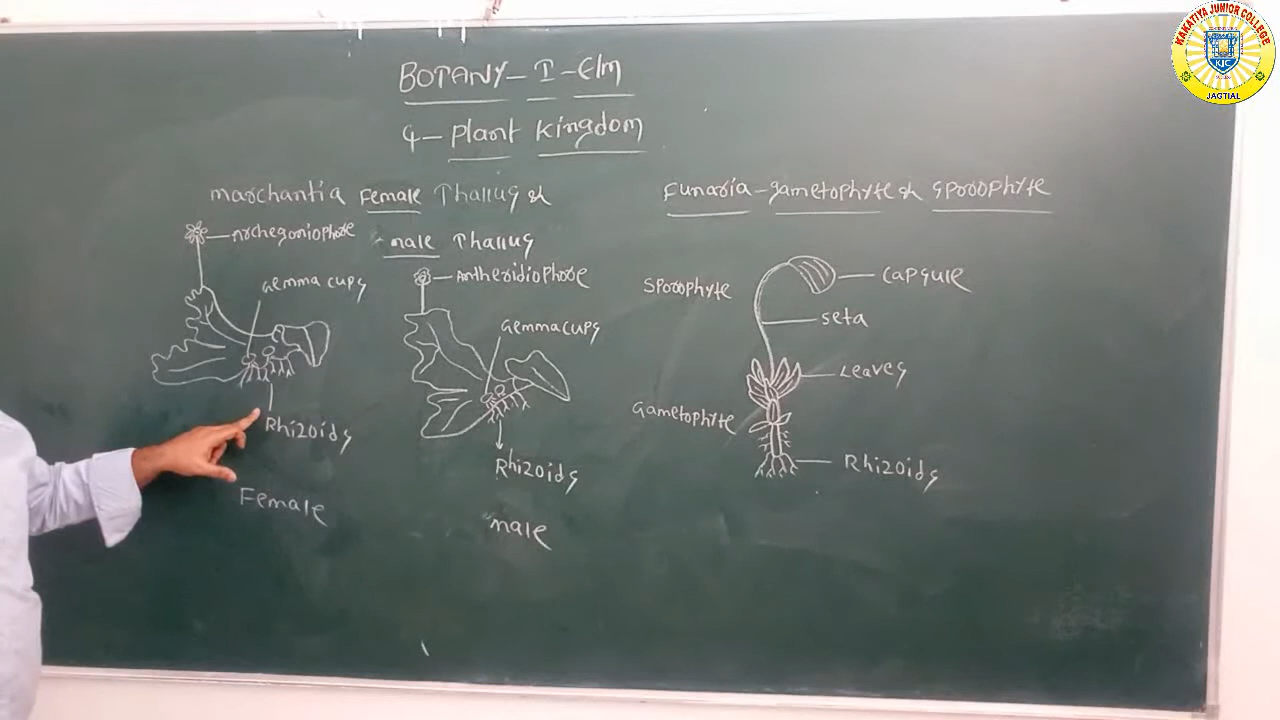 BOTANY-I-E/m
4-Plant Kingdom
Marchantia Female Thallus &
male Thallus
Archegoniophore
Gemma cups
Rhizoids
Female
Antheridiophore
Gemma cups
Rhizoids
male
Funaria-gametophyte & sporophyte
Sporophyte
Capsule
Seta
Leaves
Gametophyte
Rhizoids
KAKATIYA JUNIOR COLLEGE
KJC
JAGTIAL